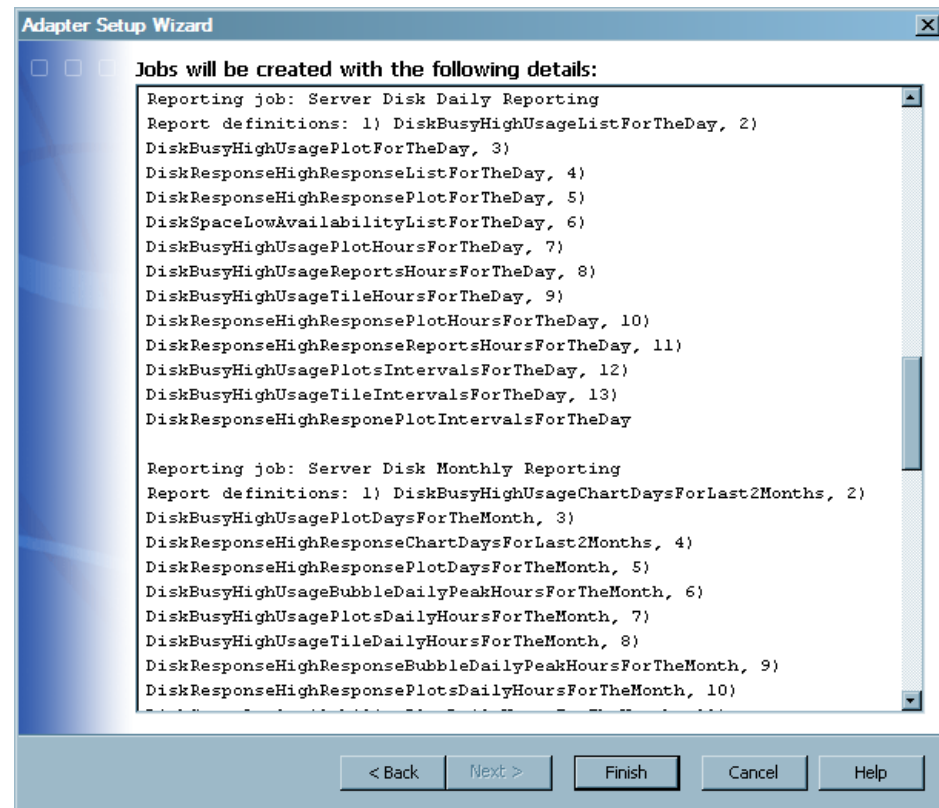 Adapter Setup Wizard
Jobs will be created with the following details:
Reporting job: Server Disk Daily Reporting
Report definitions: 1) DiskBusyHighUsageListForTheDay, 2)
DiskBusyHighUsagePlotForTheDay, 3)
DiskResponseHighResponseListForTheDay, 4)
DiskResponseHighResponsePlotForTheDay, 5)
DiskSpaceLowAvailabilityListForTheDay, 6)
DiskBusyHighUsagePlotHoursForTheDay, 7)
DiskBusyHighUsageReportsHoursForTheDay, 8)
DiskBusyHighUsageTileHoursForTheDay, 9)
DiskResponseHighResponsePlotHoursForTheDay, 10)
DiskResponseHighResponseReportsHoursForTheDay, 11)
DiskBusyHighUsagePlotsIntervalsForTheDay, 12)
DiskBusyHighUsageTileIntervalsForTheDay, 13)
DiskResponseHighResponePlotIntervalsForTheDay
Reporting job: Server Disk Monthly Reporting
Report definitions: 1) DiskBusyHighUsageChartDaysForLast2Months, 2)
DiskBusyHighUsagePlotDaysForTheMonth, 3)
DiskResponseHighResponseChartDaysForLast2Months, 4)
DiskResponseHighResponsePlotDaysForTheMonth, 5)
DiskBusyHighUsageBubbleDailyPeakHoursForTheMonth, 6)
DiskBusyHighUsagePlotsDailyHoursForTheMonth, 7)
DiskBusyHighUsageTileDailyHoursForTheMonth, 8)
DiskResponseHighResponseBubbleDailyPeakHoursForTheMonth, 9)
DiskResponseHighResponsePlotsDailyHoursForTheMonth, 10)
< Back Next > Finish Cancel Help